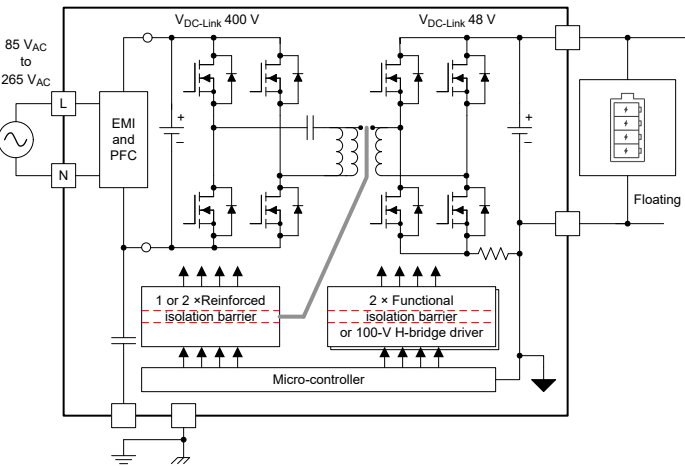 V_DC-Link 400 V
V_DC-Link 48 V
85 V_AC
to
265 V_AC
L
EMI
and
PFC
N
+
−
+
−
Floating
1 or 2 ×Reinforced
isolation barrier
2 × Functional
isolation barrier
or 100-V H-bridge driver
Micro-controller